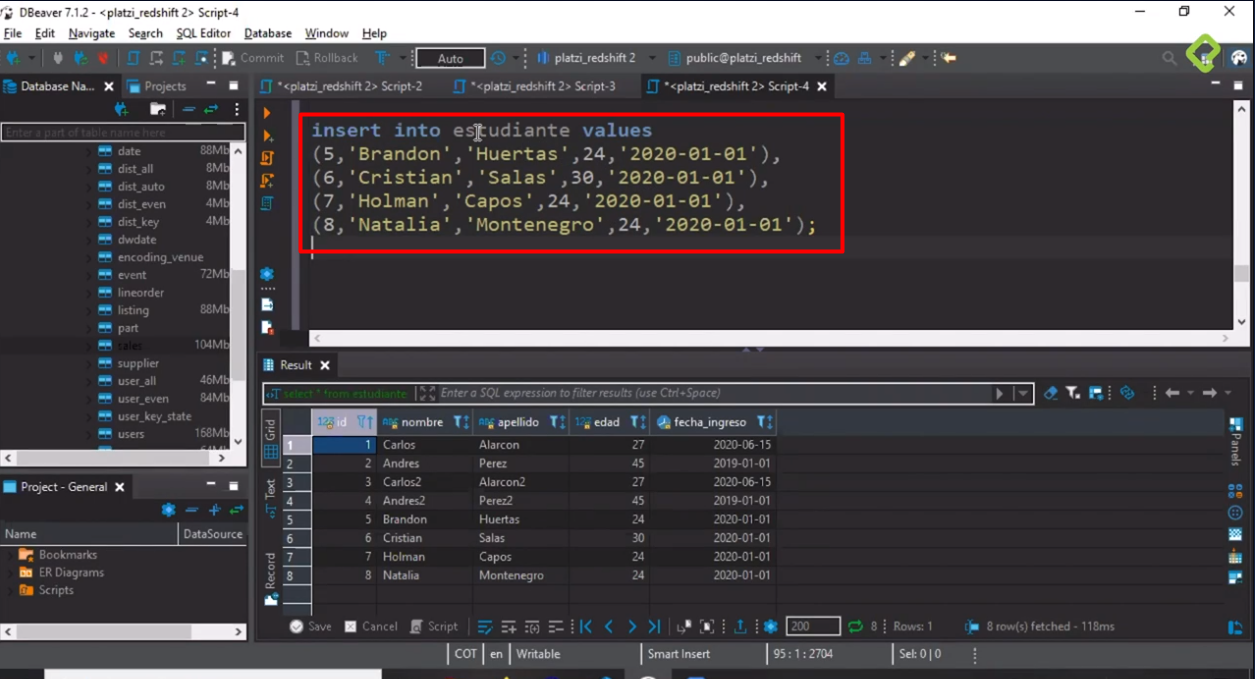 DBeaver 7.1.2 - <platzi_redshift 2> Script-4
File Edit Navigate Search SQL Editor Database Window Help
Commit Rollback Auto platzi_redshift 2 public@platzi_redshift
Database Na... Projects *<platzi_redshift 2> Script-2 *<platzi_redshift 2> Script-3 *<platzi_redshift 2> Script-4
Enter a part of table name here
date 88Mb
dist_all 8Mb
dist_auto 8Mb
dist_even 4Mb
dist_key 4Mb
dwdate
encoding_venue
event 72Mb
lineorder
listing 88Mb
part
sales 104Mb
supplier
user_all 46Mb
user_even 84Mb
user_key_state
users 168Mb
insert into estudiante values
(5,'Brandon','Huertas',24,'2020-01-01'),
(6,'Cristian','Salas',30,'2020-01-01'),
(7,'Holman','Capos',24,'2020-01-01'),
(8,'Natalia','Montenegro',24,'2020-01-01');
Project - General
Name DataSource
Bookmarks
ER Diagrams
Scripts
Result
select * from estudiante Enter a SQL expression to filter results (use Ctrl+Space)
Grid
Text
Record
Panels
123 id ABC nombre ABC apellido 123 edad fecha_ingreso
1 1 Carlos Alarcon 27 2020-06-15
2 2 Andres Perez 45 2019-01-01
3 3 Carlos2 Alarcon2 27 2020-06-15
4 4 Andres2 Perez2 45 2019-01-01
5 5 Brandon Huertas 24 2020-01-01
6 6 Cristian Salas 30 2020-01-01
7 7 Holman Capos 24 2020-01-01
8 8 Natalia Montenegro 24 2020-01-01
Save Cancel Script 200 8 Rows: 1 8 row(s) fetched - 118ms
COT en Writable Smart Insert 95 : 1 : 2704 Sel: 0 | 0